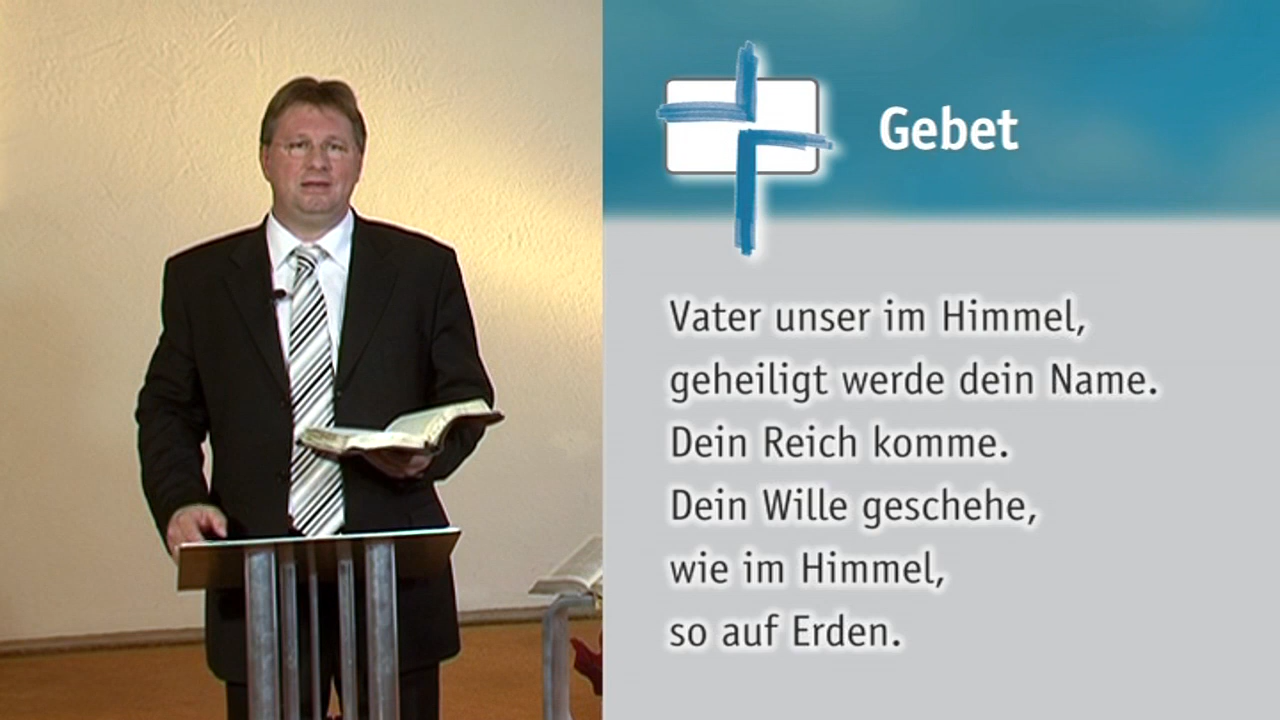 Gebet
Vater unser im Himmel,
geheiligt werde dein Name.
Dein Reich komme.
Dein Wille geschehe,
wie im Himmel,
so auf Erden.